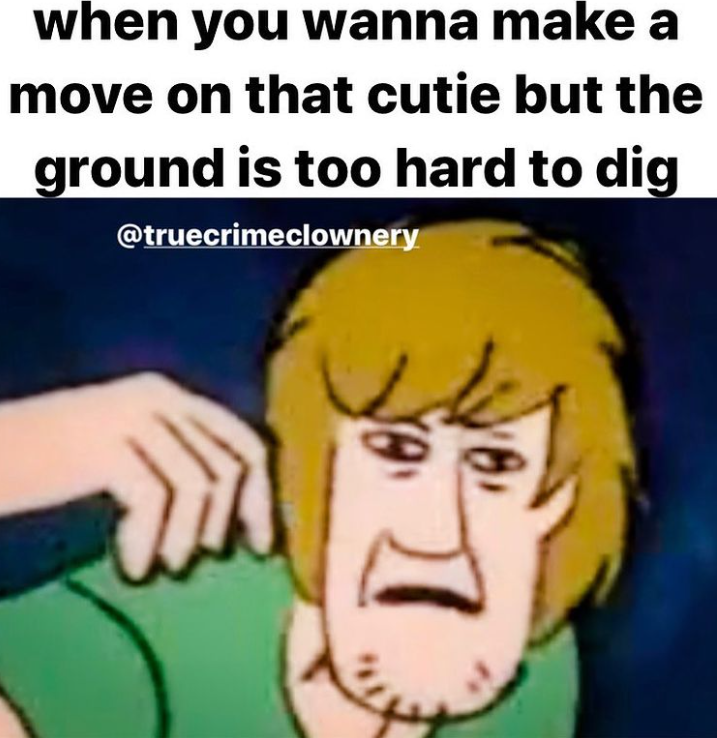 when you wanna make a
move on that cutie but the
ground is too hard to dig
@truecrimeclownery